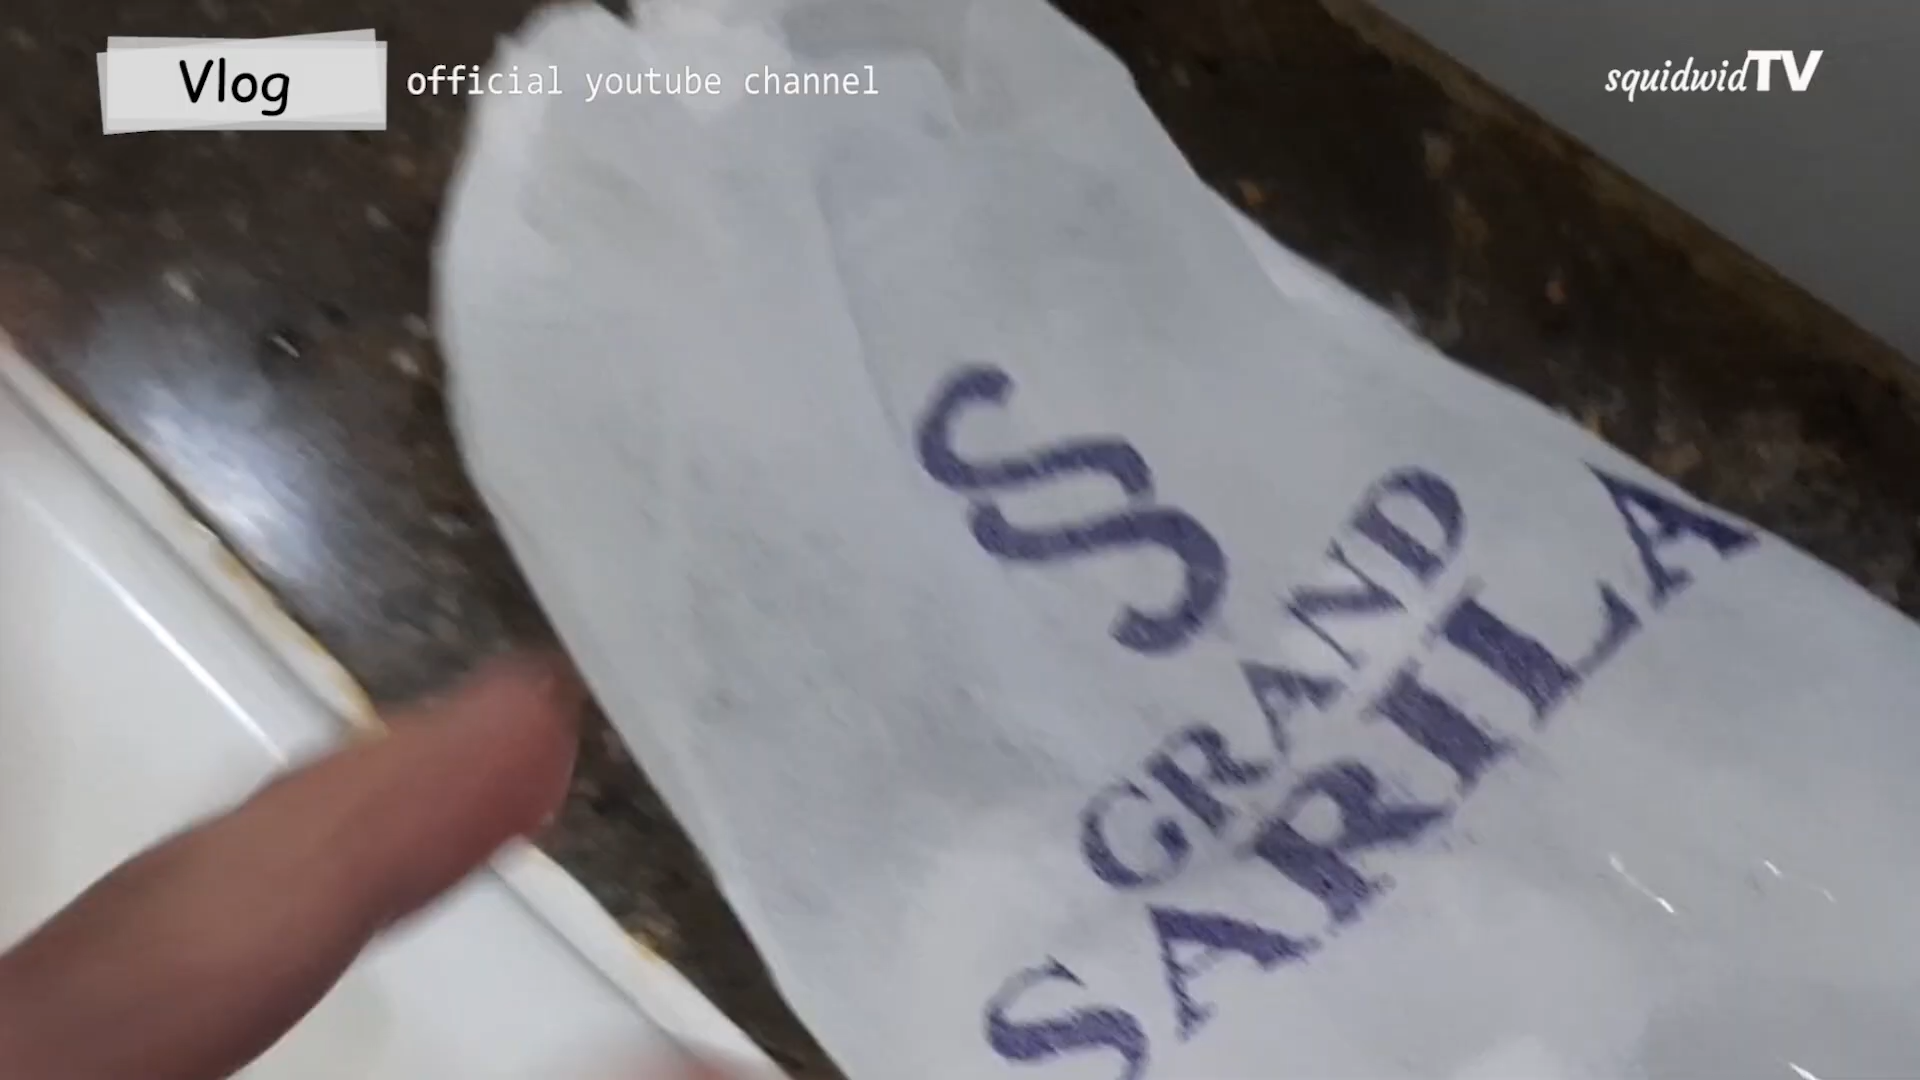 Vlog
official youtube channel
squidwidTV
GRAND
SARILA